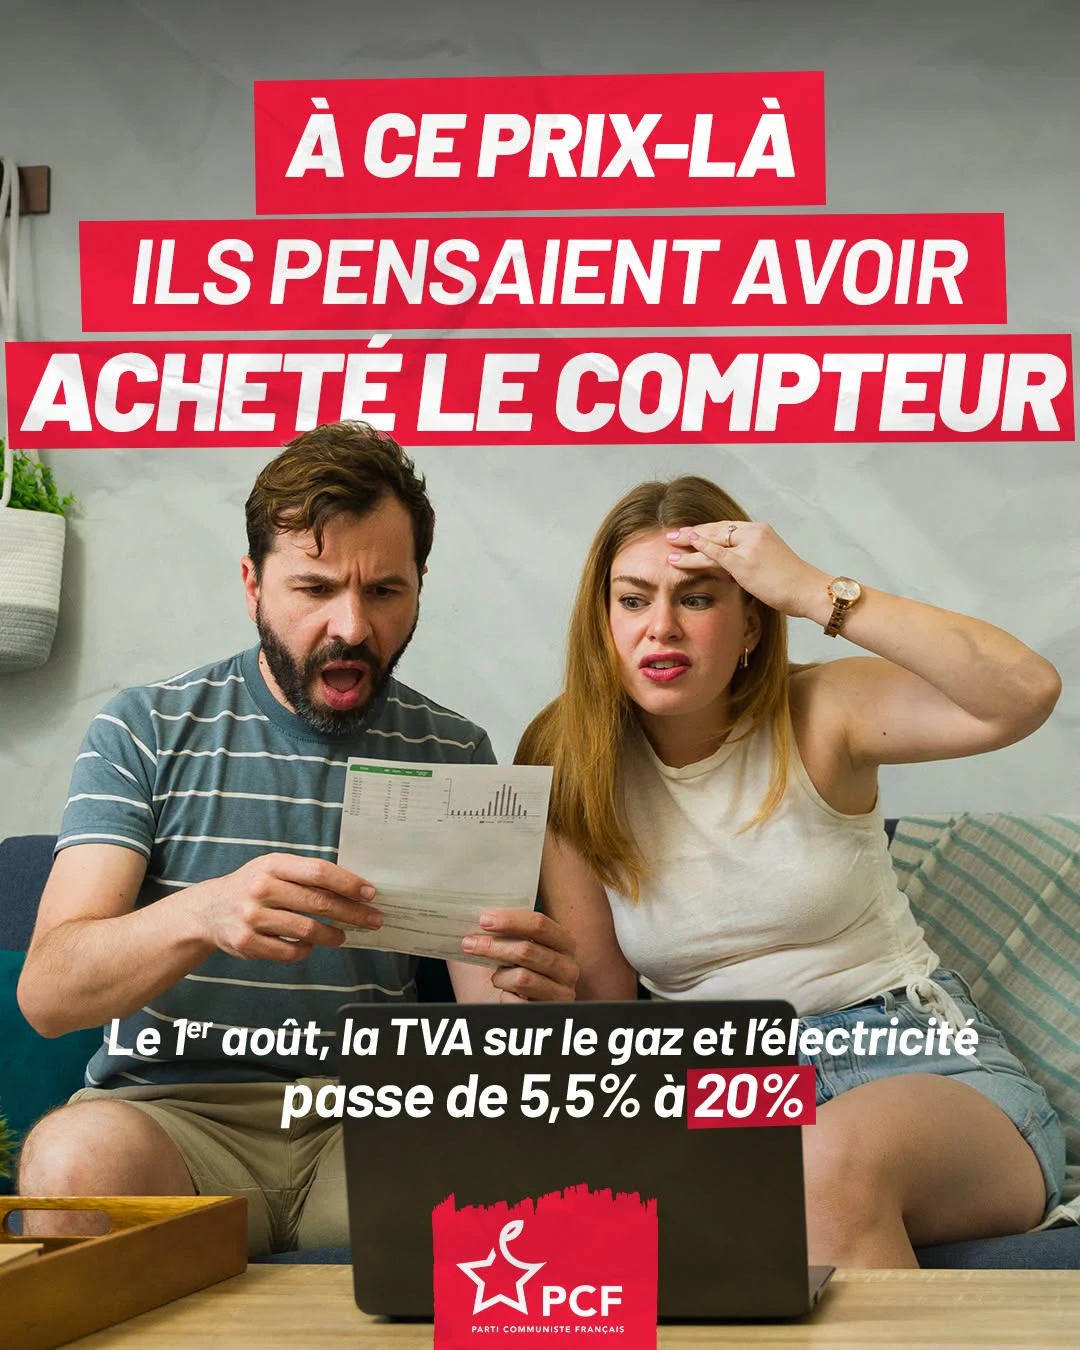 À CE PRIX-LÀ
ILS PENSAIENT AVOIR
ACHETÉ LE COMPTEUR
Le 1er août, la TVA sur le gaz et l'électricité
passe de 5,5% à 20%
PCF
PARTI COMMUNISTE FRANÇAIS